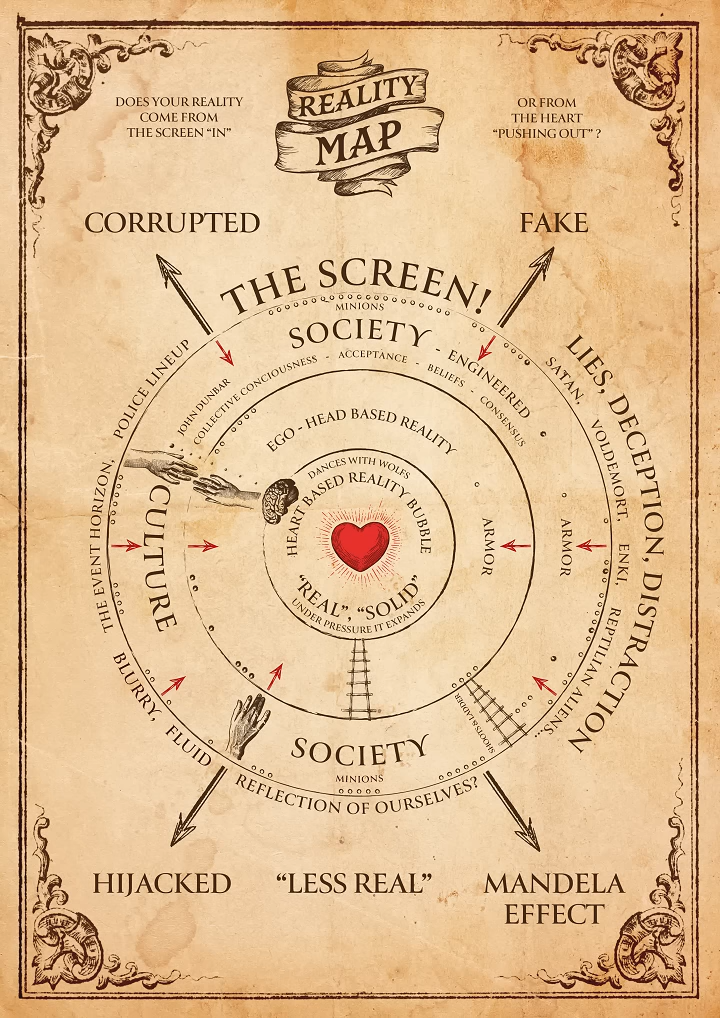 REALITY
MAP
DOES YOUR REALITY
COME FROM
THE SCREEN “IN”
OR FROM
THE HEART
“PUSHING OUT” ?
CORRUPTED
FAKE
THE SCREEN!
MINIONS
SOCIETY - ENGINEERED
JOHN DUNBAR
COLLECTIVE CONCIOUSNESS - ACCEPTANCE - BELIEFS - CONSENSUS
THE EVENT HORIZON, POLICE LINEUP
LIES, DECEPTION, DISTRACTION
SATAN, VOLDEMORT, ENKI, REPTILIAN ALIENS...
EGO - HEAD BASED REALITY
DANCES WITH WOLFS
HEART BASED REALITY BUBBLE
CULTURE
ARMOR
ARMOR
“REAL”, “SOLID”
UNDER PRESSURE IT EXPANDS
BLURRY, FLUID
SHOOTS & LADDER
SOCIETY
MINIONS
REFLECTION OF OURSELVES?
HIJACKED
“LESS REAL”
MANDELA
EFFECT